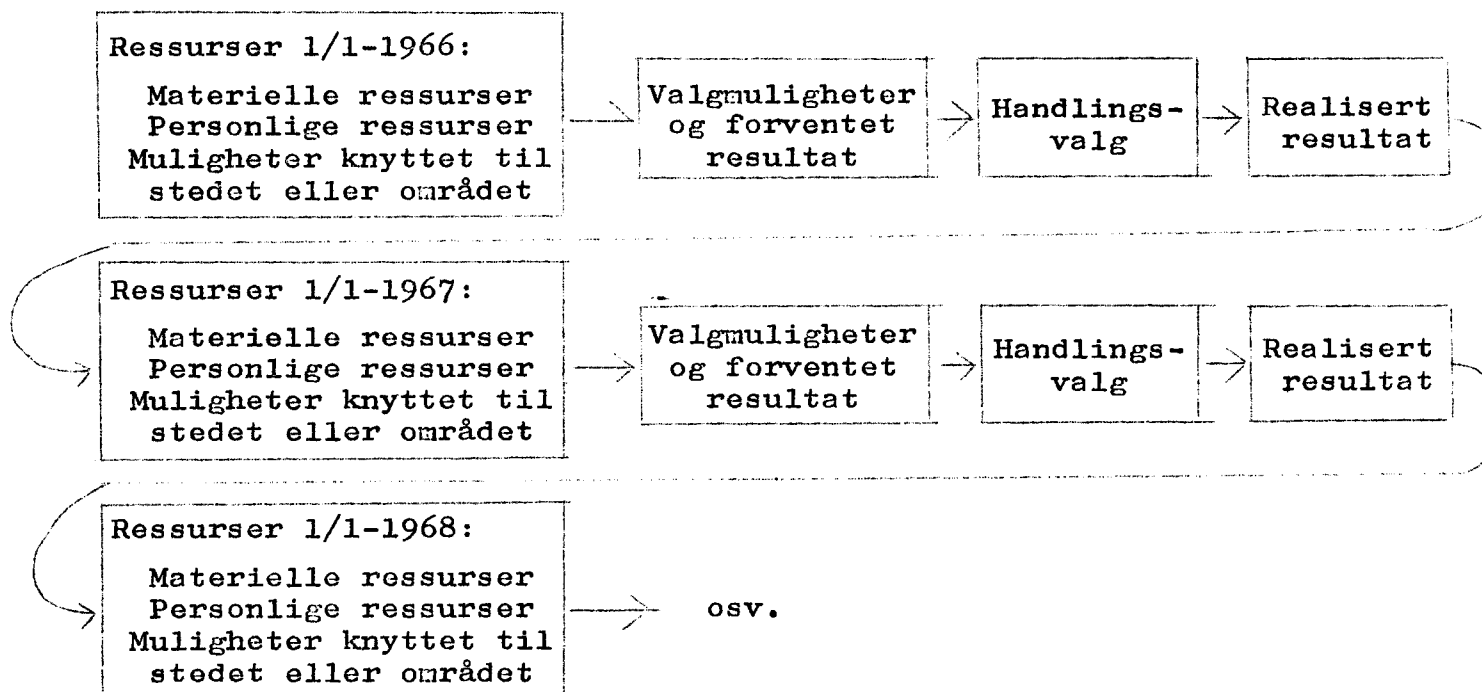 Ressurser 1/1-1966:
Materielle ressurser
Personlige ressurser
Muligheter knyttet til
stedet eller området
Valgmuligheter
og forventet
resultat
Handlings-
valg
Realisert
resultat
Ressurser 1/1-1967:
Materielle ressurser
Personlige ressurser
Muligheter knyttet til
stedet eller området
Valgmuligheter
og forventet
resultat
Handlings-
valg
Realisert
resultat
Ressurser 1/1-1968:
Materielle ressurser
Personlige ressurser
Muligheter knyttet til
stedet eller området
osv.